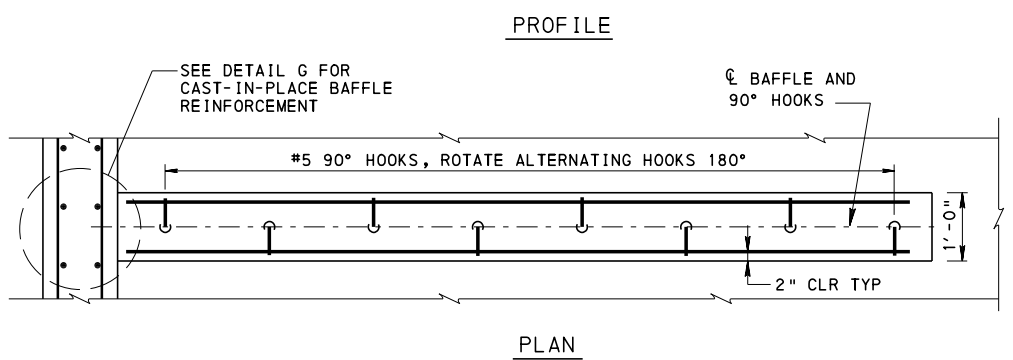 PROFILE
SEE DETAIL G FOR
CAST-IN-PLACE BAFFLE
REINFORCEMENT
℄ BAFFLE AND
90° HOOKS
#5 90° HOOKS, ROTATE ALTERNATING HOOKS 180°
1'-0"
2" CLR TYP
PLAN